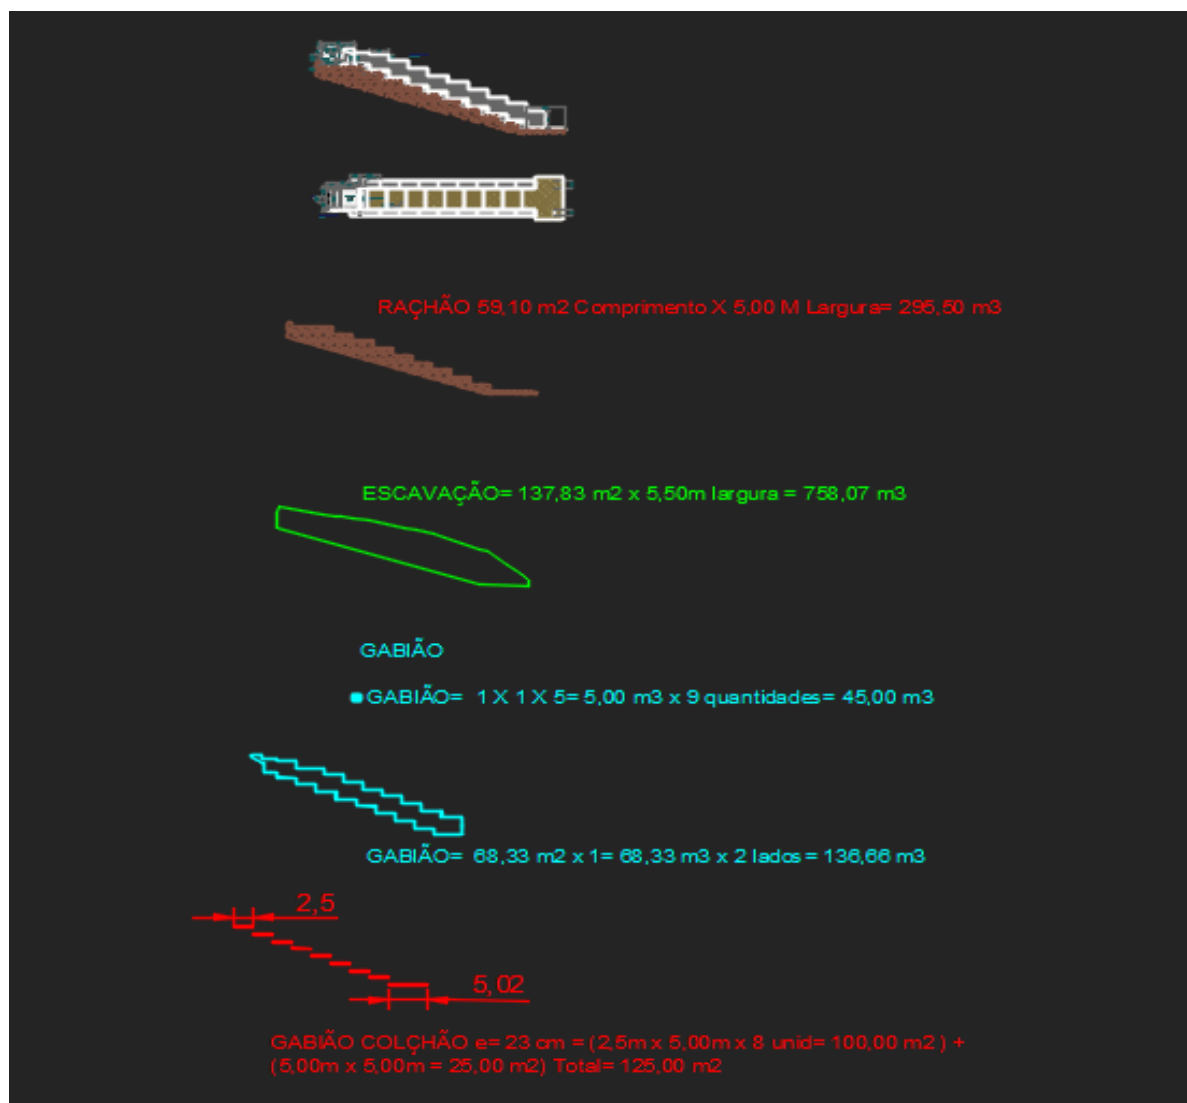 RAÇHÃO 59,10 m2 Comprimento X 5,00 M Largura= 295,50 m3
ESCAVAÇÃO= 137,83 m2 x 5,50m largura = 758,07 m3
GABIÃO
GABIÃO= 1 X 1 X 5= 5,00 m3 x 9 quantidades= 45,00 m3
GABIÃO= 68,33 m2 x 1= 68,33 m3 x 2 lados= 136,66 m3
2,5
5,02
GABIÃO COLÇHÃO e= 23 cm = (2,5m x 5,00m x 8 unid= 100,00 m2 ) +
(5,00m x 5,00m = 25,00 m2) Total= 125,00 m2